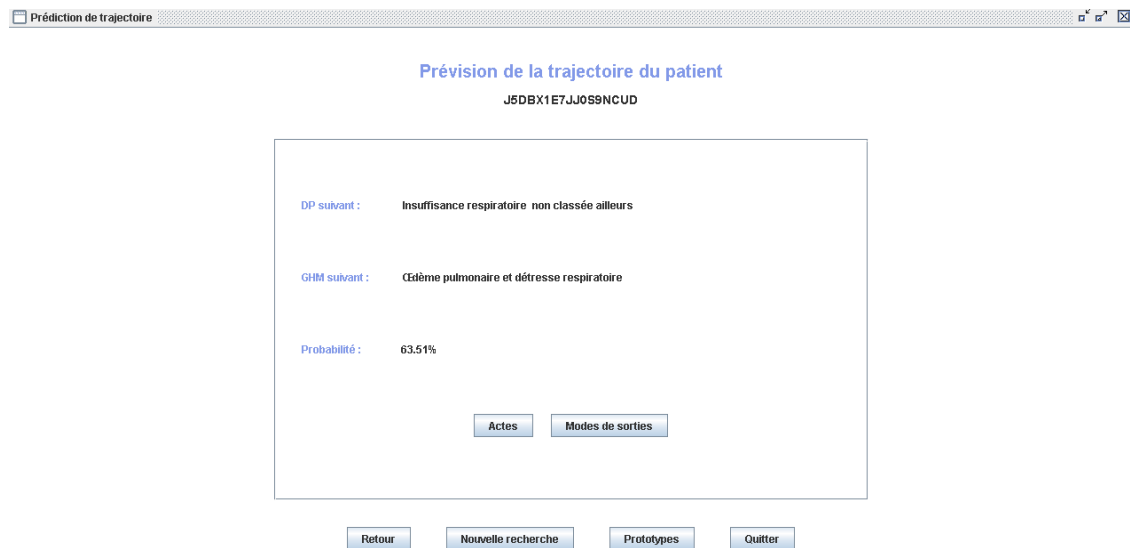 Prédiction de trajectoire
Prévision de la trajectoire du patient
J5DBX1E7JJ0S9NCUD
DP suivant : Insuffisance respiratoire non classée ailleurs
GHM suivant : Œdème pulmonaire et détresse respiratoire
Probabilité : 63.51%
Actes Modes de sorties
Retour Nouvelle recherche Prototypes Quitter